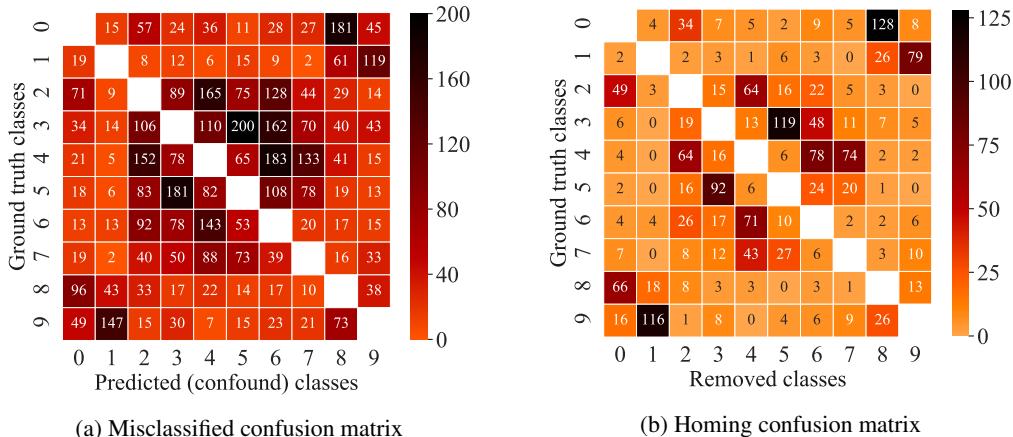 0 15 57 24 36 11 28 27 181 45
1 19 8 12 6 15 9 2 61 119
2 71 9 89 165 75 128 44 29 14
3 34 14 106 110 200 162 70 40 43
4 21 5 152 78 65 183 133 41 15
5 18 6 83 181 82 108 78 19 13
6 13 13 92 78 143 53 20 17 15
7 19 2 40 50 88 73 39 16 33
8 96 43 33 17 22 14 17 10 38
9 49 147 15 30 7 15 23 21 73
0 1 2 3 4 5 6 7 8 9
Ground truth classes
Predicted (confound) classes
200
160
120
80
40
0
(a) Misclassified confusion matrix
0 4 34 7 5 2 9 5 128 8
1 2 2 3 1 6 3 0 26 79
2 49 3 15 64 16 22 5 3 0
3 6 0 19 13 119 48 11 7 5
4 4 0 64 16 6 78 74 2 2
5 2 0 16 92 6 24 20 1 0
6 4 4 26 17 71 10 2 2 6
7 7 0 8 12 43 27 6 3 10
8 66 18 8 3 3 0 3 1 13
9 16 116 1 8 0 4 6 9 26
0 1 2 3 4 5 6 7 8 9
Ground truth classes
Removed classes
125
100
75
50
25
0
(b) Homing confusion matrix